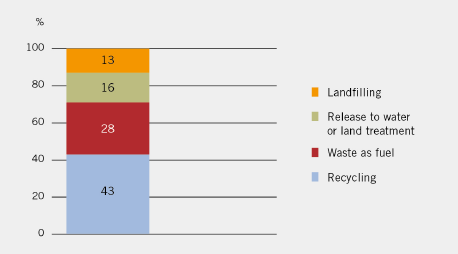 %
100
80
60
40
20
0
13
16
28
43
Landfilling
Release to water
or land treatment
Waste as fuel
Recycling